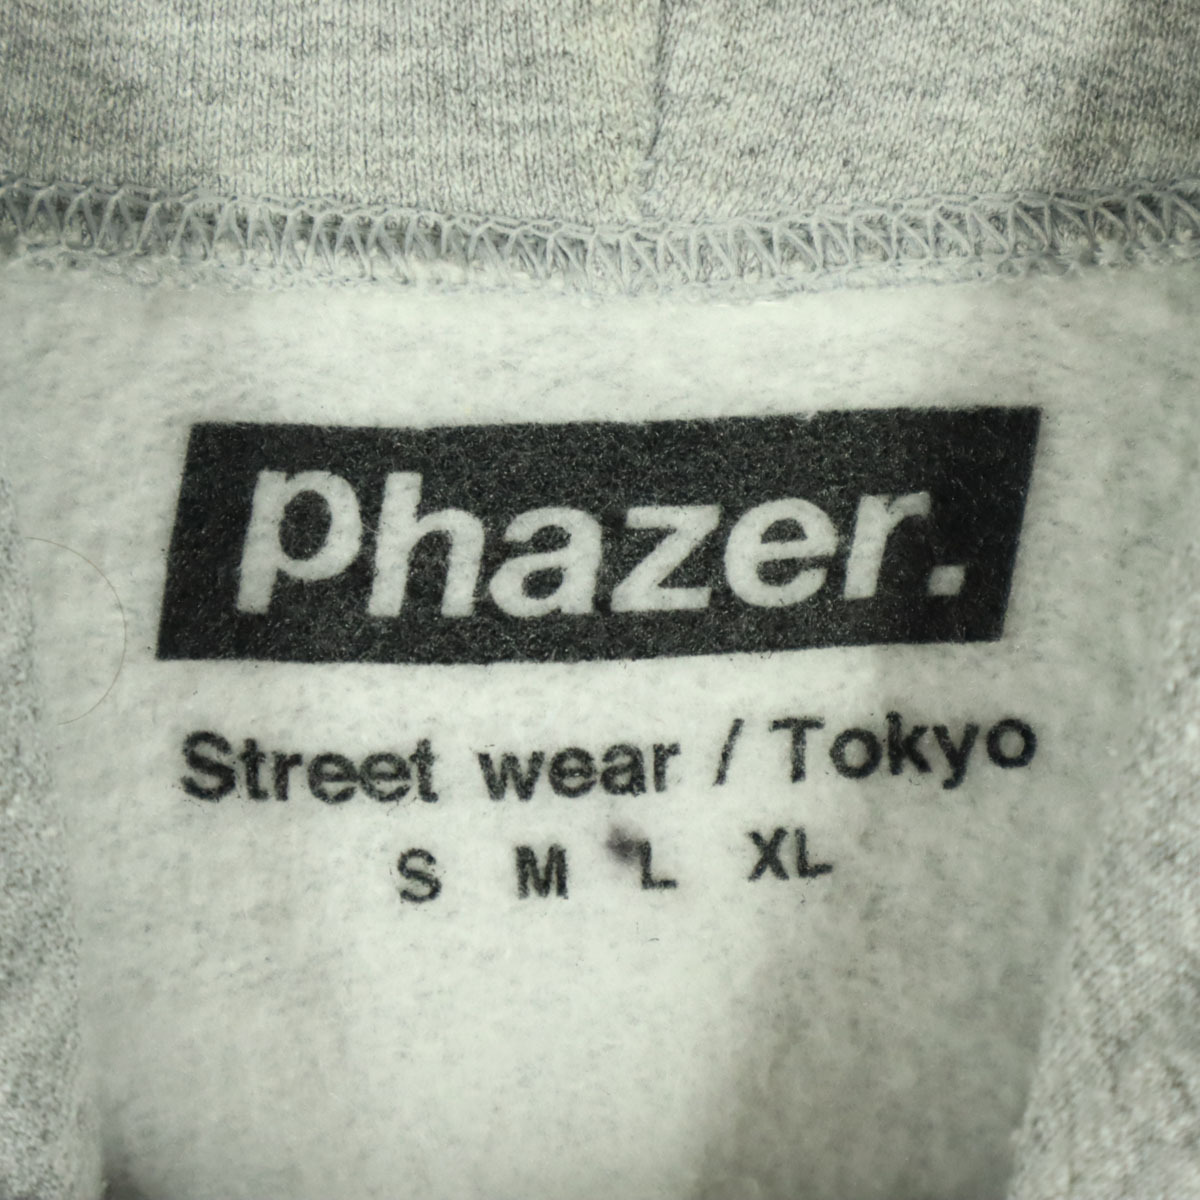 phazer.
Street wear / Tokyo
S M L XL